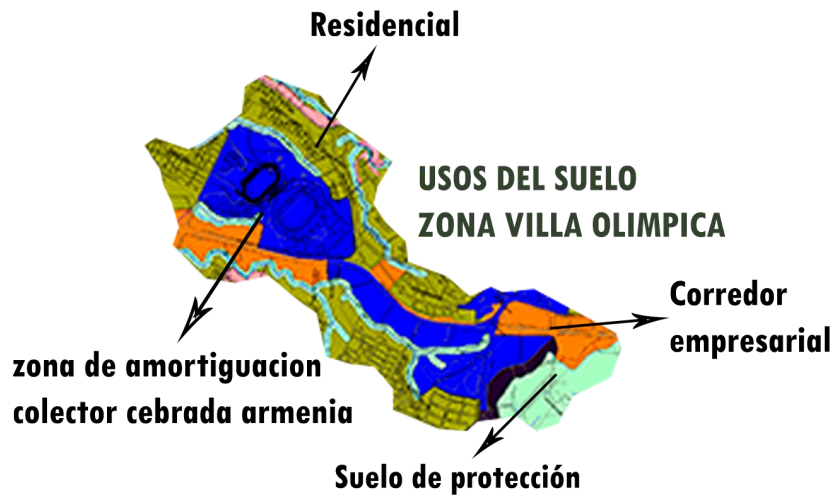 Residencial
USOS DEL SUELO
ZONA VILLA OLIMPICA
Corredor
empresarial
zona de amortiguacion
colector cebrada armenia
Suelo de protección